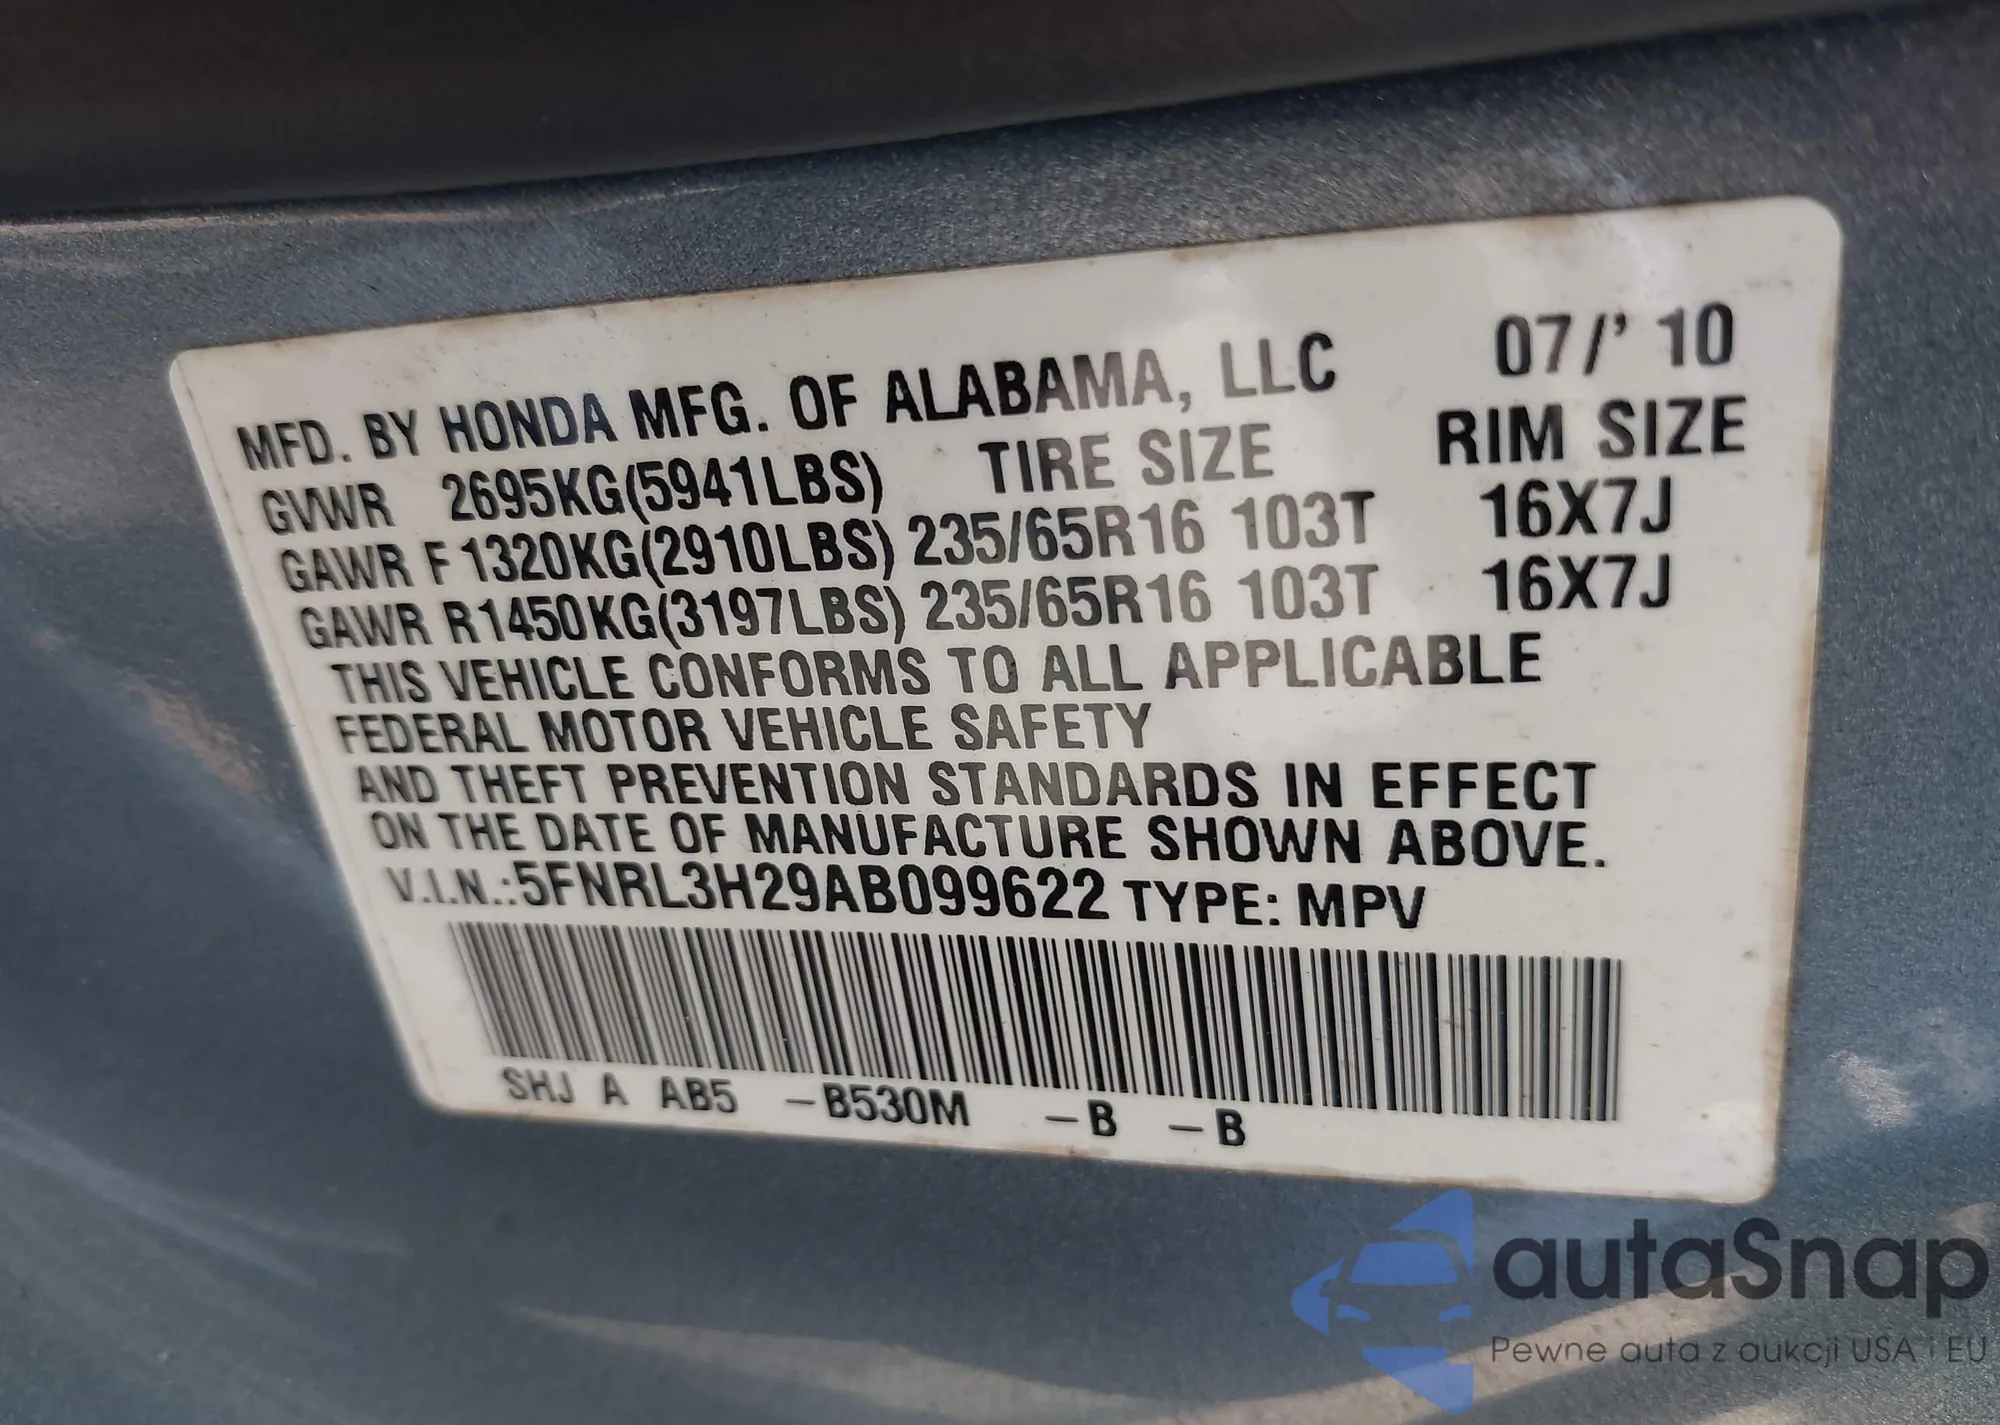 MFD. BY HONDA MFG. OF ALABAMA, LLC 07/' 10
GVWR 2695KG(5941LBS) TIRE SIZE RIM SIZE
GAWR F 1320KG(2910LBS) 235/65R16 103T 16X7J
GAWR R1450KG(3197LBS) 235/65R16 103T 16X7J
THIS VEHICLE CONFORMS TO ALL APPLICABLE
FEDERAL MOTOR VEHICLE SAFETY
AND THEFT PREVENTION STANDARDS IN EFFECT
ON THE DATE OF MANUFACTURE SHOWN ABOVE.
V.I.N.:5FNRL3H29AB099622 TYPE: MPV
SHJ A AB5 –B530M –B –B
autaSnap
Pewne auta z aukcji USA i EU